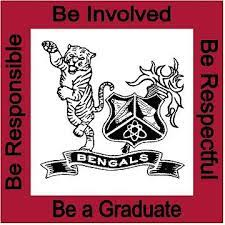 Be Involved
Be Responsible
Be Respectful
BENGALS
Be a Graduate